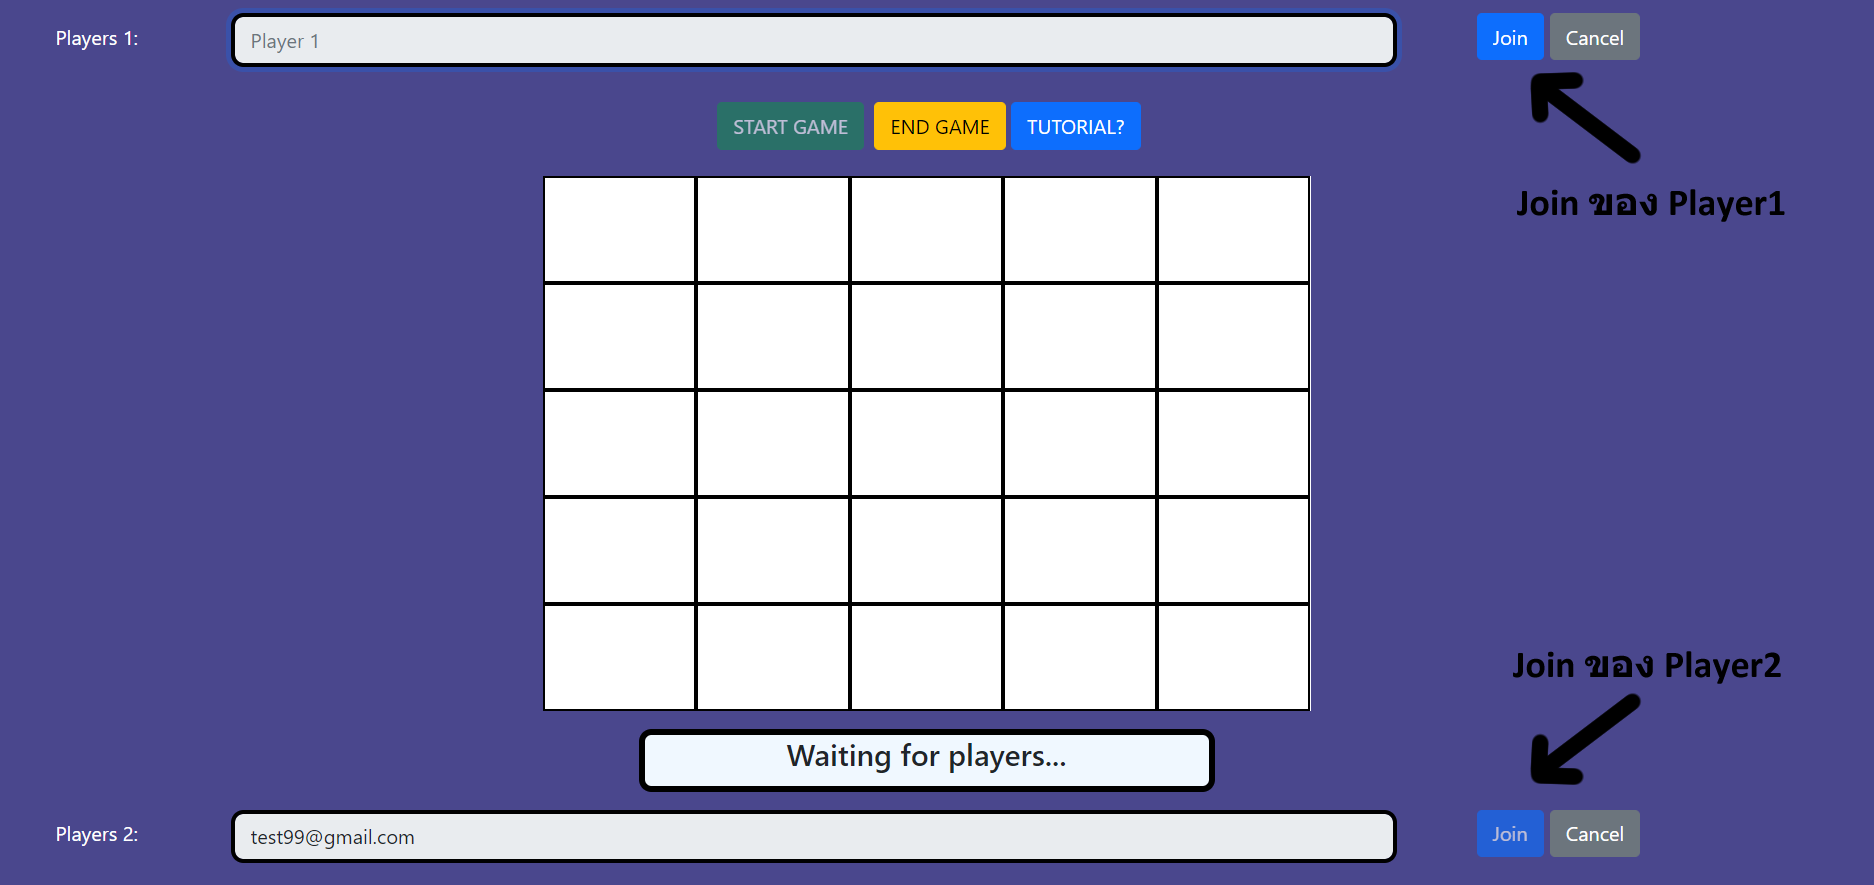 Players 1:
Player 1
Join
Cancel
START GAME
END GAME
TUTORIAL?
Join ของ Player1
Join ของ Player2
Waiting for players...
Players 2:
test99@gmail.com
Join
Cancel